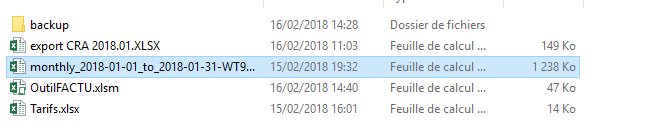 backup 16/02/2018 14:28 Dossier de fichiers
export CRA 2018.01.XLSX 16/02/2018 11:03 Feuille de calcul ... 149 Ko
monthly_2018-01-01_to_2018-01-31-WT9... 15/02/2018 19:32 Feuille de calcul ... 1 238 Ko
OutilFACTU.xlsm 16/02/2018 14:40 Feuille de calcul ... 47 Ko
Tarifs.xlsx 15/02/2018 16:01 Feuille de calcul ... 14 Ko